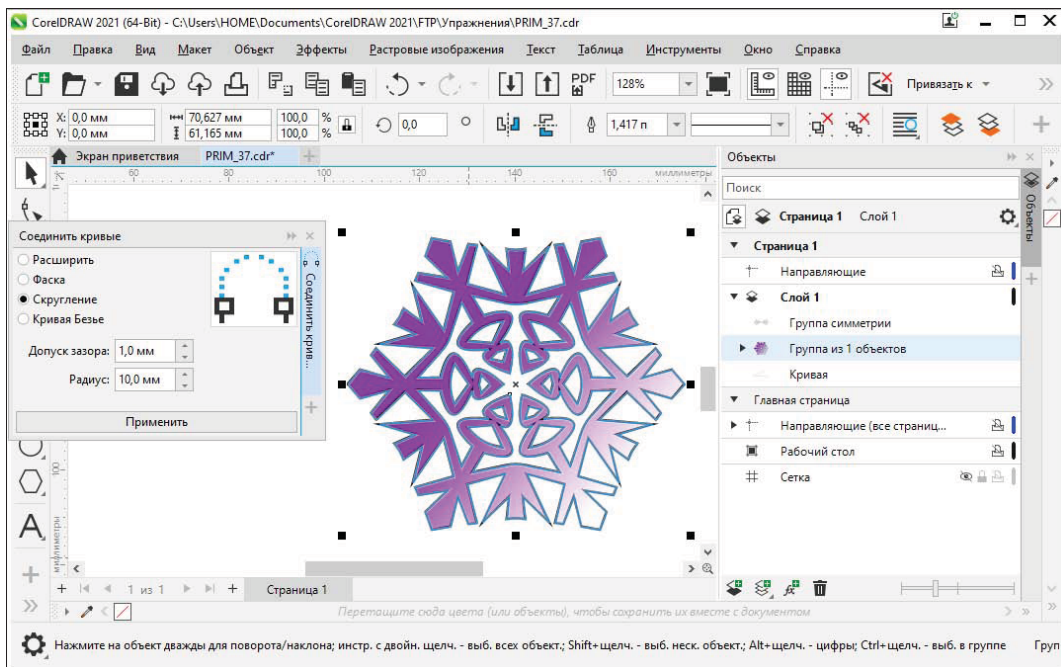 CorelDRAW 2021 (64-Bit) - C:\Users\HOME\Documents\CorelDRAW 2021\FTP\Упражнения\PRIM_37.cdr
Файл Правка Вид Макет Объект Эффекты Растровые изображения Текст Таблица Инструменты Окно Справка
PDF 128% Привязать к
X: 0,0 мм 70,627 мм 100,0 % 0,0 ° 1,417 п
Y: 0,0 мм 61,165 мм 100,0 %
Экран приветствия PRIM_37.cdr*
60 80 100 120 140 160 миллиметры
Соединить кривые
Расширить
Фаска
Скругление
Кривая Безье
Допуск зазора: 1,0 мм
Радиус: 10,0 мм
Применить
Соединить крив...
100
миллиметры
Объекты
Поиск
Страница 1 Слой 1
Страница 1
Направляющие
Слой 1
Группа симметрии
Группа из 1 объектов
Кривая
Главная страница
Направляющие (все страниц...
Рабочий стол
Сетка
Объекты
A
1 из 1 Страница 1
Перетащите сюда цвета (или объекты), чтобы сохранить их вместе с документом
Нажмите на объект дважды для поворота/наклона; инстр. с двойн. щелч. - выб. всех объект.; Shift+щелч. - выб. неск. объект.; Alt+щелч. - цифры; Ctrl+щелч. - выб. в группе Груп